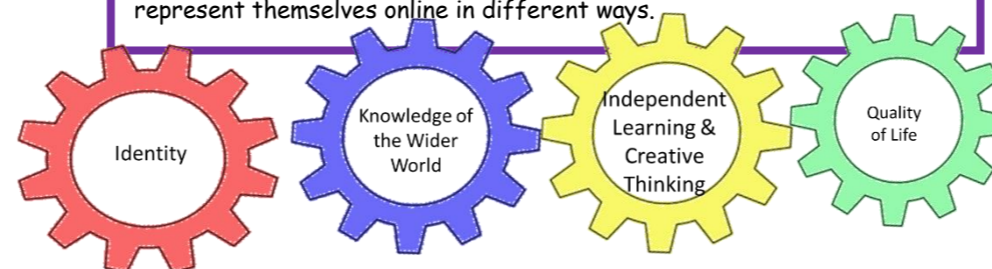 represent themselves online in different ways.
Identity
Knowledge of
the Wider
World
Independent
Learning &
Creative
Thinking
Quality
of Life